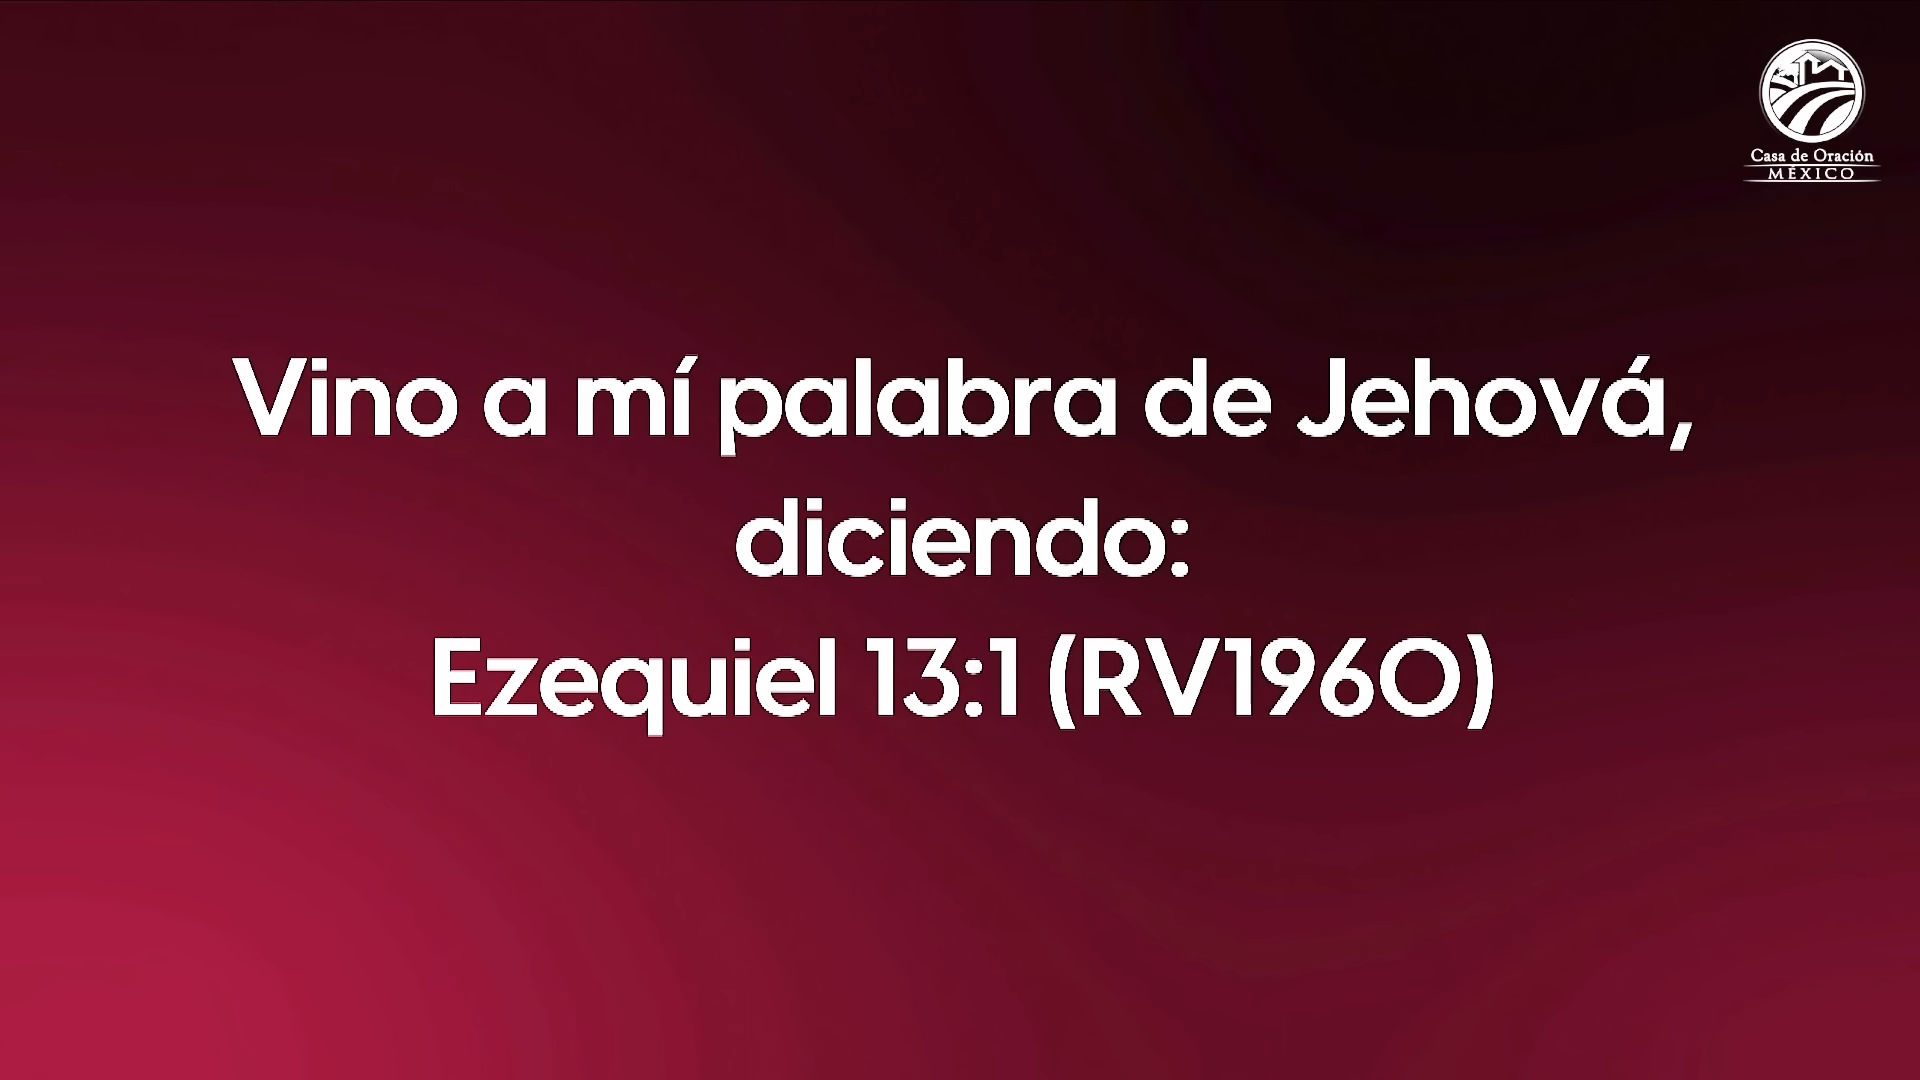 Casa de Oración
MÉXICO
Vino a mí palabra de Jehová,
diciendo:
Ezequiel 13:1 (RV1960)